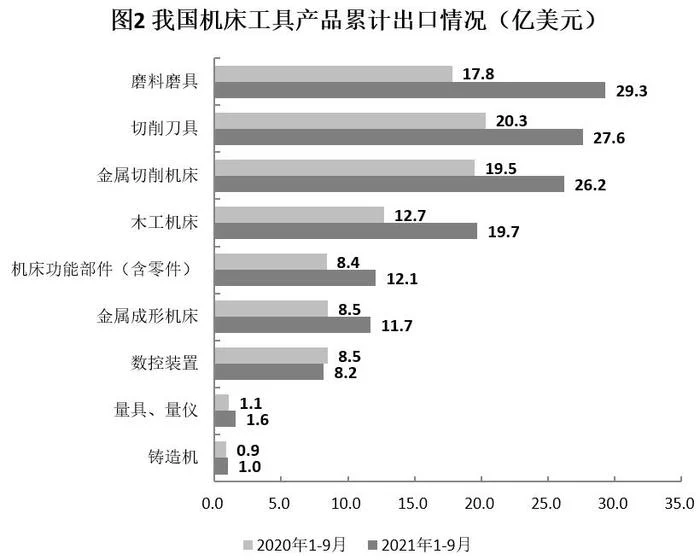 图2 我国机床工具产品累计出口情况（亿美元）
磨料磨具
17.8
29.3
切削刀具
20.3
27.6
金属切削机床
19.5
26.2
木工机床
12.7
19.7
机床功能部件（含零件）
8.4
12.1
金属成形机床
8.5
11.7
数控装置
8.5
8.2
量具、量仪
1.1
1.6
铸造机
0.9
1.0
0.0 5.0 10.0 15.0 20.0 25.0 30.0 35.0
2020年1-9月 2021年1-9月